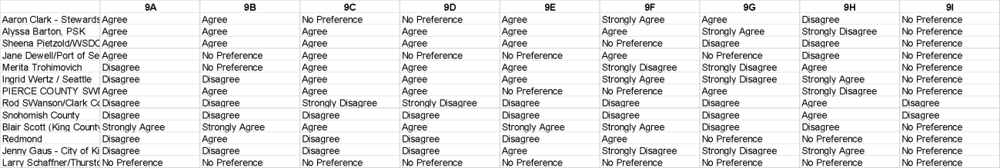 9A 9B 9C 9D 9E 9F 9G 9H 9I
Aaron Clark - Stewards Agree Agree No Preference No Preference Agree Strongly Agree Agree Disagree No Preference
Alyssa Barton, PSK Agree Agree Agree Agree Agree Agree Strongly Agree Strongly Disagree No Preference
Sheena Pietzold/WSDO Agree Agree Agree Agree Agree No Preference Disagree Disagree No Preference
Jane Dewell/Port of Se Agree No Preference Agree No Preference No Preference Agree No Preference Disagree No Preference
Merita Trohimovich Disagree No Preference Agree Agree Agree Strongly Disagree Strongly Disagree Agree No Preference
Ingrid Wertz / Seattle Disagree Disagree Agree Agree Agree Strongly Agree Strongly Disagree Strongly Agree No Preference
PIERCE COUNTY SWM Agree Agree Agree Agree No Preference No Preference Agree Strongly Disagree No Preference
Rod SWanson/Clark Co Disagree Disagree Strongly Disagree Strongly Disagree Disagree Disagree Disagree Agree Disagree
Snohomish County Disagree Disagree Disagree Disagree Disagree Disagree Disagree Agree Disagree
Blair Scott (King County Strongly Agree Strongly Agree Agree Agree Strongly Agree Strongly Agree Disagree Disagree No Preference
Redmond Disagree Agree Disagree Disagree Disagree Agree No Preference No Preference No Preference
Jenny Gaus - City of Ki Disagree Disagree Disagree Disagree Agree Strongly Disagree Strongly Disagree Strongly Agree No Preference
Larry Schaffner/Thursto No Preference No Preference No Preference No Preference No Preference No Preference No Preference No Preference No Preference